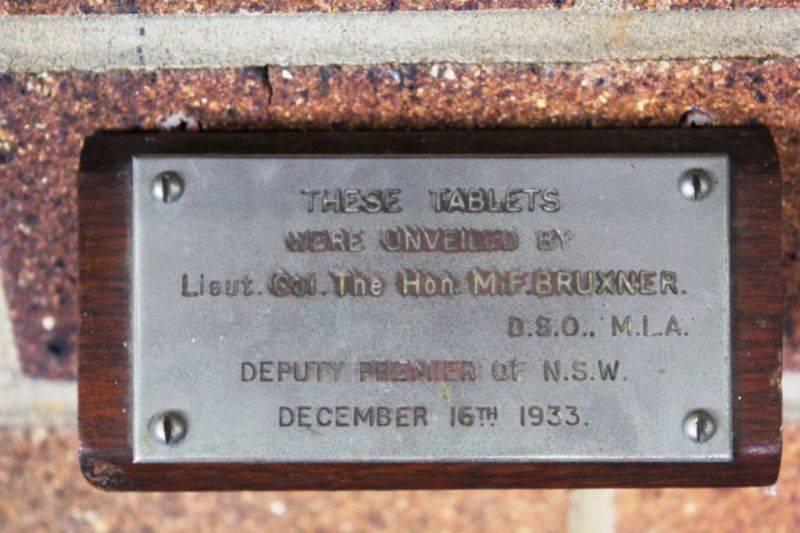 THESE TABLETS
WERE UNVEILED BY
Lieut. Col. The Hon. M.F. BRUXNER.
D.S.O., M.L.A.
DEPUTY PREMIER OF N.S.W.
DECEMBER 16TH 1933.